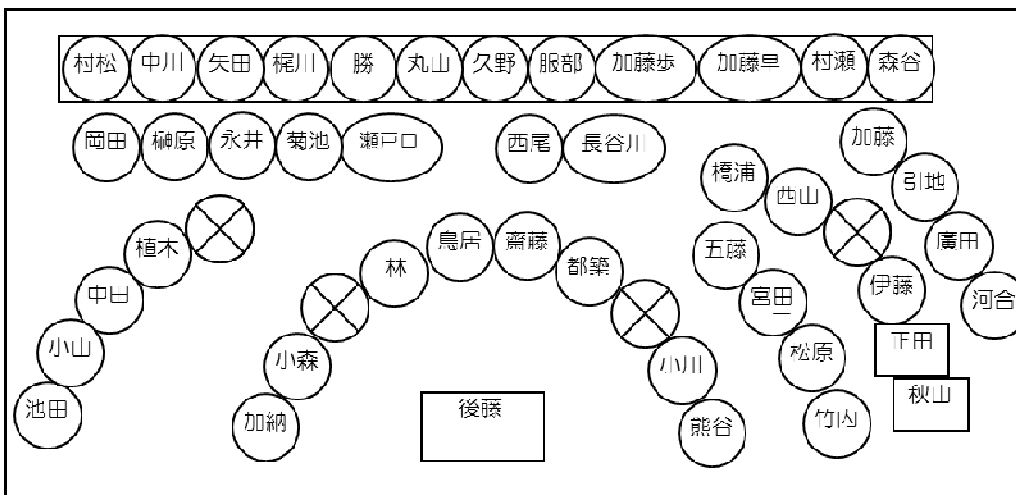 村松 中川 矢田 梶川 勝 丸山 久野 服部 加藤歩 加藤早 村瀬 森谷
岡田 榊原 永井 菊池 瀬戸口 西尾 長谷川 加藤
橋浦 西山 引地
植木 林 鳥居 齋藤 都築 五藤 廣田
中田 宮田 伊藤 河合
小山 小森 小川 松原 正田
池田 加納 後藤 熊谷 竹内 秋山